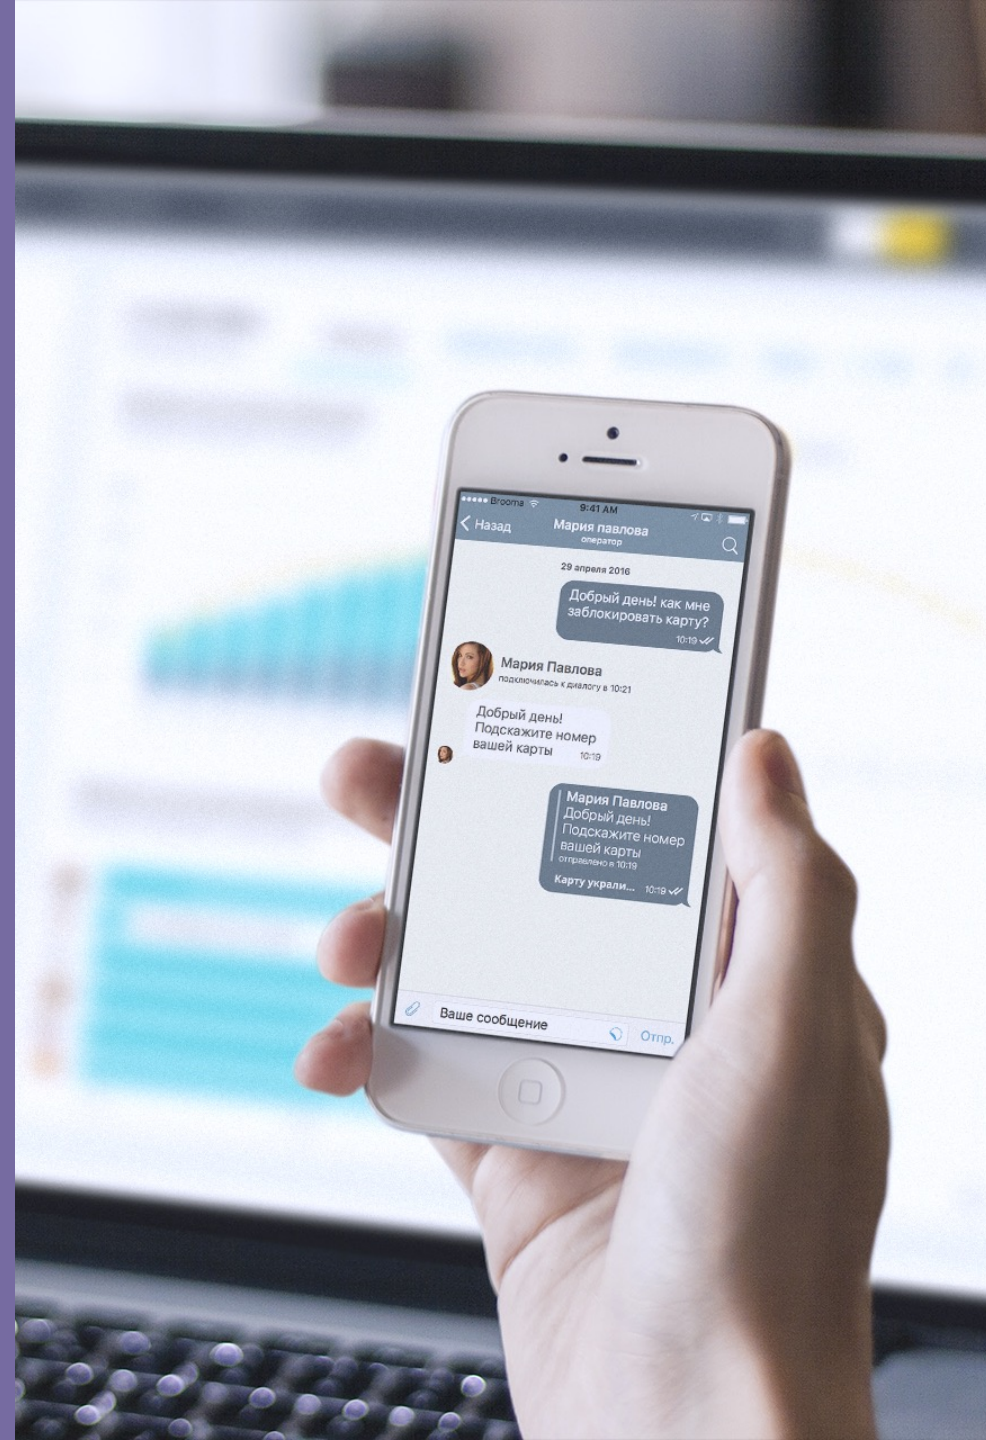 Brooma
9:41 AM
Назад
Мария павлова
оператор
29 апреля 2016
Добрый день! как мне
заблокировать карту?
10:19
Мария Павлова
подключилась к диалогу в 10:21
Добрый день!
Подскажите номер
вашей карты
10:19
Мария Павлова
Добрый день!
Подскажите номер
вашей карты
отправлено в 10:19
Карту украли... 10:19
Ваше сообщение
Отпр.